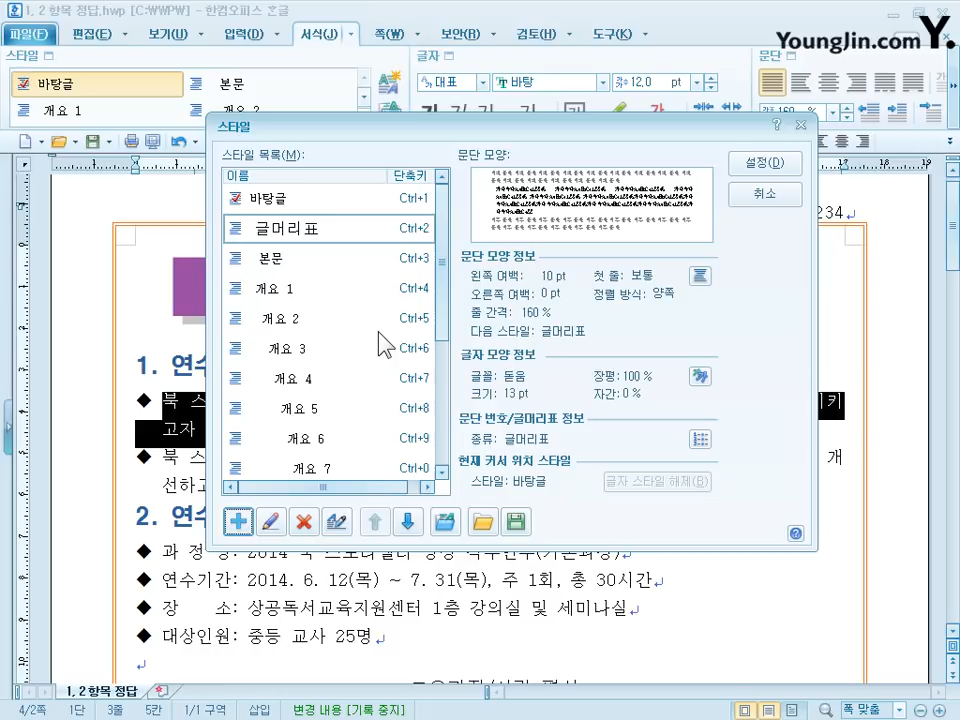 1, 2 항목 정답.hwp [C:\WPW\] - 한컴오피스 흔글
YoungJin.com Y.
파일(F) 편집(E) 보기(U) 입력(D) 서식(J) 쪽(W) 보안(R) 검토(H) 도구(K)
스타일 글자 문단
바탕글 본문 대표 바탕 12.0 pt
개요 1 개요 2 160 %
스타일
스타일 목록(M):
이름 단축키
바탕글 Ctrl+1
글머리표 Ctrl+2
본문 Ctrl+3
개요 1 Ctrl+4
개요 2 Ctrl+5
개요 3 Ctrl+6
개요 4 Ctrl+7
개요 5 Ctrl+8
개요 6 Ctrl+9
개요 7 Ctrl+0
문단 모양:
설정(D)
취소
문단 모양 정보
왼쪽 여백: 10 pt 첫 줄: 보통
오른쪽 여백: 0 pt 정렬 방식: 양쪽
줄 간격: 160 %
다음 스타일: 글머리표
글자 모양 정보
글꼴: 돋움 장평: 100 %
크기: 13 pt 자간: 0 %
문단 번호/글머리표 정보
종류: 글머리표
현재 커서 위치 스타일
스타일: 바탕글 글자 스타일 해제(B)
234
1. 연수
◆ 북 스 키
고자
◆ 북 스 개
선하고
2. 연수
◆ 연수기간: 2014. 6. 12(목) ~ 7. 31(목), 주 1회, 총 30시간
◆ 장 소: 상공독서교육지원센터 1층 강의실 및 세미나실
◆ 대상인원: 중등 교사 25명
1, 2 항목 정답
4/2쪽 1단 3줄 5칸 1/1 구역 삽입 변경 내용 [기록 중지] 폭 맞춤